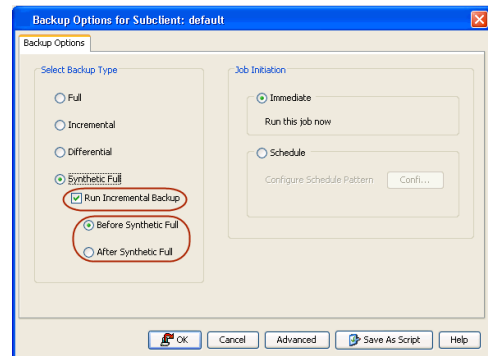 Backup Options for Subclient: default
Backup Options
Select Backup Type
Full
Incremental
Differential
Synthetic Full
Run Incremental Backup
Before Synthetic Full
After Synthetic Full
Job Initiation
Immediate
Run this job now
Schedule
Configure Schedule Pattern
Confi...
OK
Cancel
Advanced
Save As Script
Help